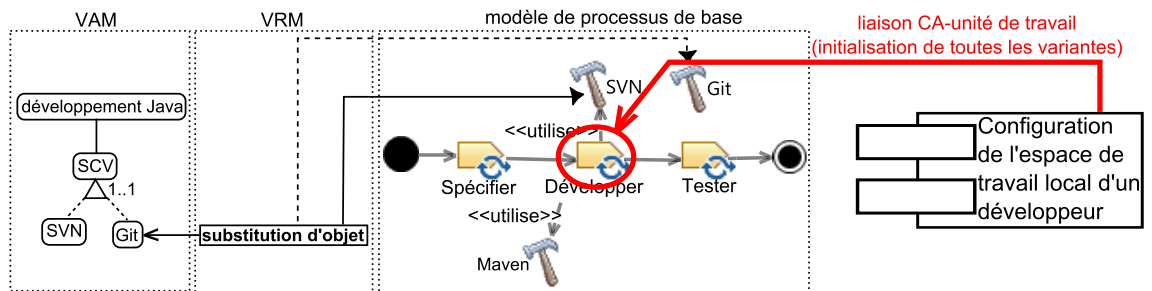 VAM
VRM
modèle de processus de base
liaison CA-unité de travail
(initialisation de toutes les variantes)
développement Java
SCV
1..1
SVN
Git
substitution d'objet
SVN
Git
<<utilise>>
Spécifier
Développer
Tester
<<utilise>>
Maven
Configuration
de l'espace de
travail local d'un
développeur